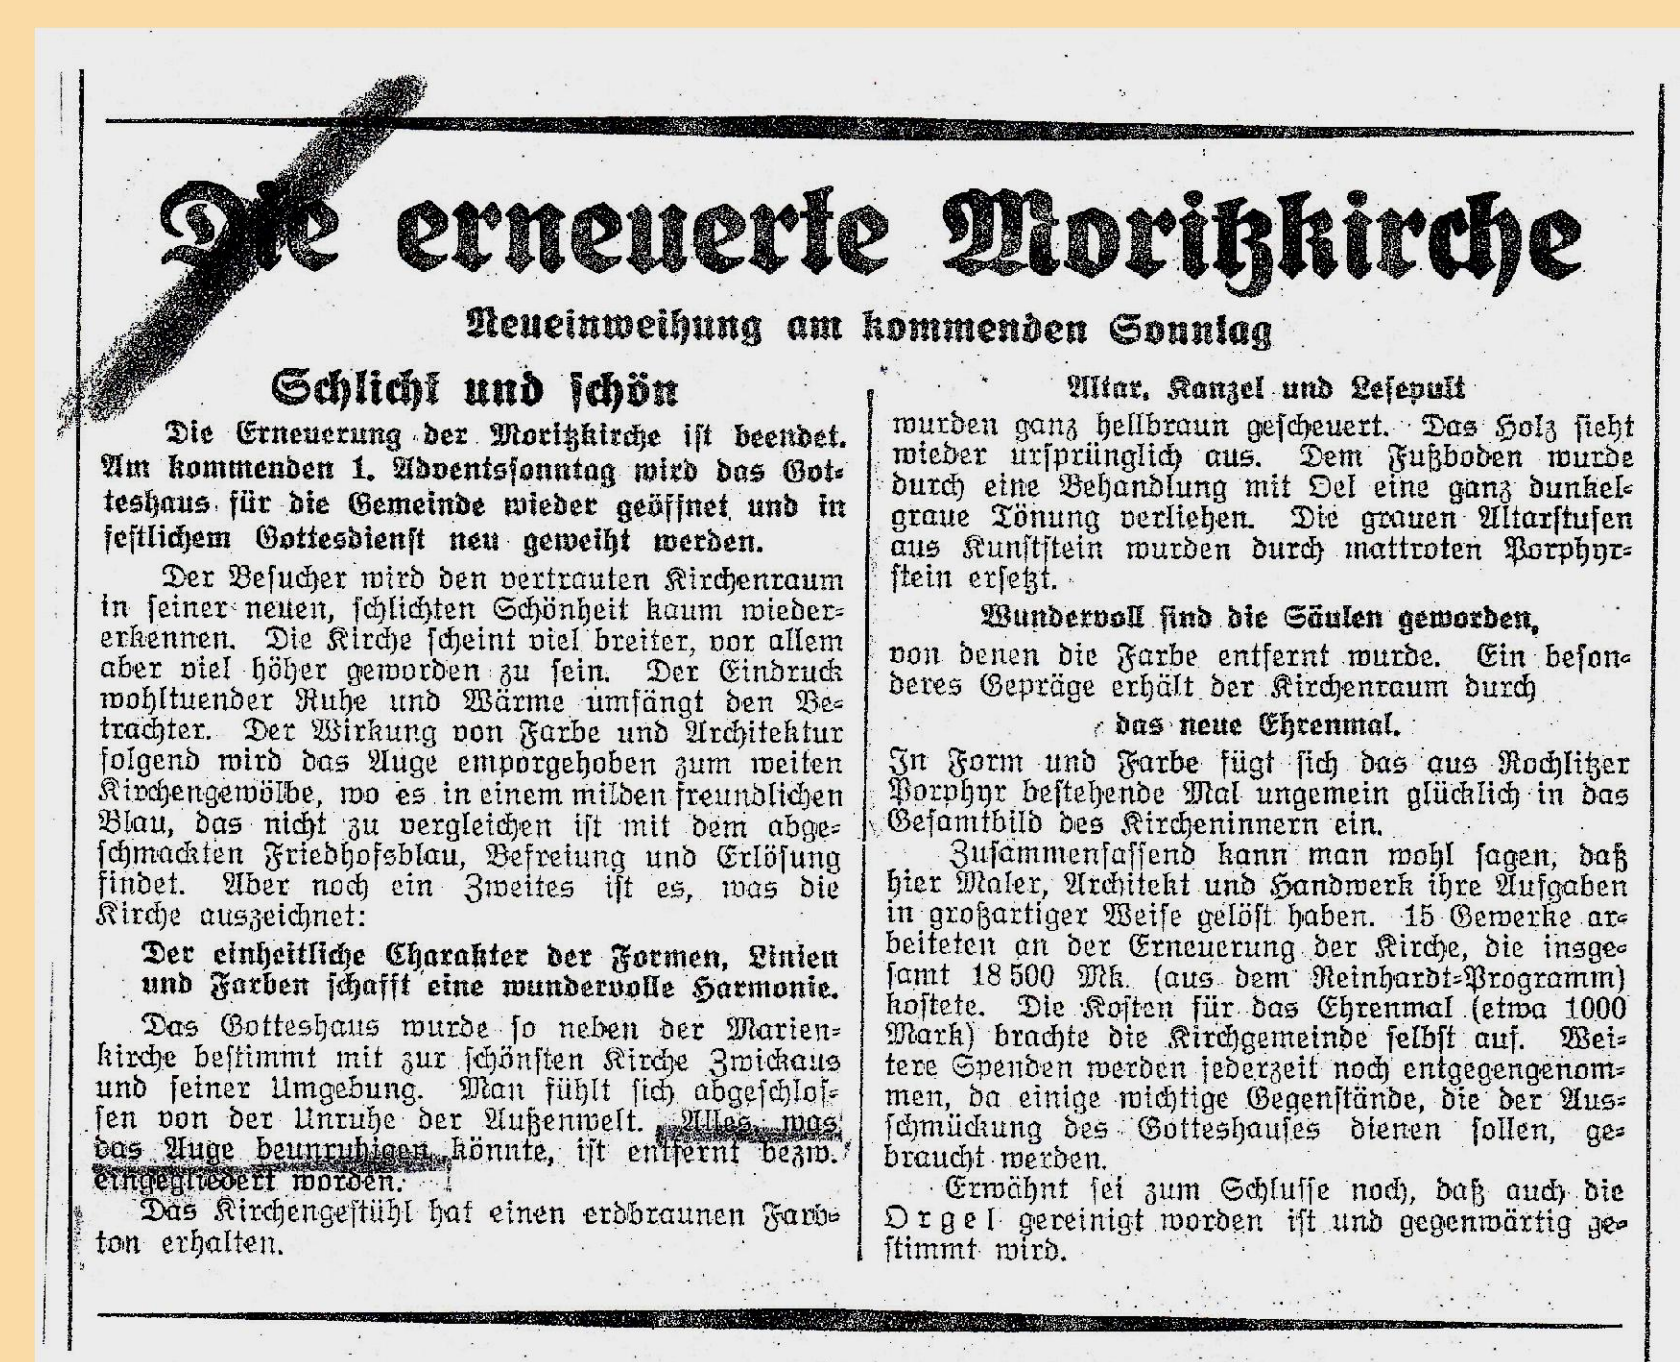 Die erneuerte Moritzkirche
Neueinweihung am kommenden Sonntag
Schlicht und schön
Die Erneuerung der Moritzkirche ist beendet.
Am kommenden 1. Adventssonntag wird das Got-
teshaus für die Gemeinde wieder geöffnet und in
festlichem Gottesdienst neu geweiht werden.
Der Besucher wird den vertrauten Kirchenraum
in seiner neuen, schlichten Schönheit kaum wieder-
erkennen. Die Kirche scheint viel breiter, vor allem
aber viel höher geworden zu sein. Der Eindruck
wohltuender Ruhe und Wärme umfängt den Be-
trachter. Der Wirkung von Farbe und Architektur
folgend wird das Auge emporgehoben zum weiten
Kirchengewölbe, wo es in einem milden freundlichen
Blau, das nicht zu vergleichen ist mit dem abge-
schmackten Friedhofsblau, Befreiung und Erlösung
findet. Aber noch ein Zweites ist es, was die
Kirche auszeichnet:
Der einheitliche Charakter der Formen, Linien
und Farben schafft eine wundervolle Harmonie.
Das Gotteshaus wurde so neben der Marien-
kirche bestimmt mit zur schönsten Kirche Zwickaus
und seiner Umgebung. Man fühlt sich abgeschlos-
sen von der Unruhe der Außenwelt. Alles, was
das Auge beunruhigen könnte, ist entfernt bezw.
eingegliedert worden.
Das Kirchengestühl hat einen erdbraunen Farb-
ton erhalten.
Altar, Kanzel und Lesepult
wurden ganz hellbraun gescheuert. Das Holz sieht
wieder ursprünglich aus. Dem Fußboden wurde
durch eine Behandlung mit Oel eine ganz dunkel-
graue Tönung verliehen. Die grauen Altarstufen
aus Kunststein wurden durch mattroten Porphyr-
stein ersetzt.
Wundervoll sind die Säulen geworden,
von denen die Farbe entfernt wurde. Ein beson-
deres Gepräge erhält der Kirchenraum durch
das neue Ehrenmal.
In Form und Farbe fügt sich das aus Rochlitzer
Porphyr bestehende Mal ungemein glücklich in das
Gesamtbild des Kircheninnern ein.
Zusammenfassend kann man wohl sagen, daß
hier Maler, Architekt und Handwerk ihre Aufgaben
in großartiger Weise gelöst haben. 15 Gewerke ar-
beiteten an der Erneuerung der Kirche, die insge-
samt 18 500 Mk. (aus dem Reinhardt-Programm)
kostete. Die Kosten für das Ehrenmal (etwa 1000
Mark) brachte die Kirchgemeinde selbst auf. Wei-
tere Spenden werden jederzeit noch entgegengenom-
men, da einige wichtige Gegenstände, die der Aus-
schmückung des Gotteshauses dienen sollen, ge-
braucht werden.
Erwähnt sei zum Schlusse noch, daß auch die
Orgel gereinigt worden ist und gegenwärtig ge-
stimmt wird.